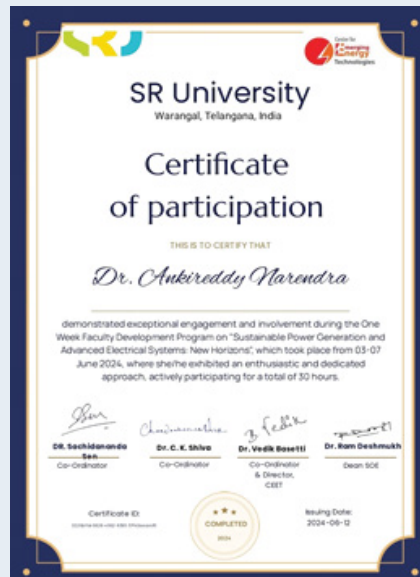 SRU
Center for
Emerging
Energy
Technologies
SR University
Warangal, Telangana, India
Certificate
of participation
THIS IS TO CERTIFY THAT
Dr. Ankireddy Narendra
demonstrated exceptional engagement and involvement during the One
Week Faculty Development Program on "Sustainable Power Generation and
Advanced Electrical Systems: New Horizons", which took place from 03-07
June 2024, where she/he exhibited an enthusiastic and dedicated
approach, actively participating for a total of 30 hours.
DR. Sachidananda Sen
Dr. C. K. Shiva
Dr. Vedik Basetti
Dr. Ram Deshmukh
Co-Ordinator
Co-Ordinator
Co-Ordinator
& Director,
CEET
Dean SOE
Certificate ID:
COMPLETED
2024
Issuing Date:
2024-06-12